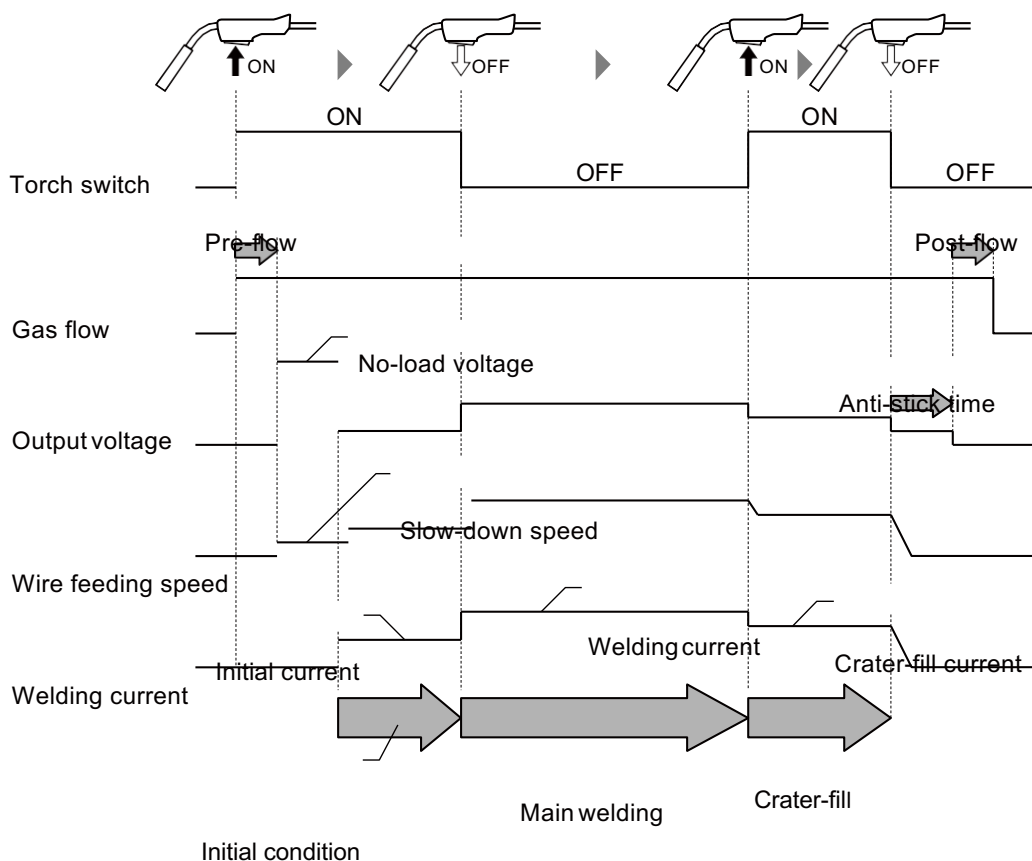 ON
OFF
ON
OFF
ON
ON
Torch switch
OFF
OFF
Pre-flow
Post-flow
Gas flow
No-load voltage
Anti-stick time
Output voltage
Slow-down speed
Wire feeding speed
Welding current
Initial current
Crater-fill current
Welding current
Crater-fill
Main welding
Initial condition